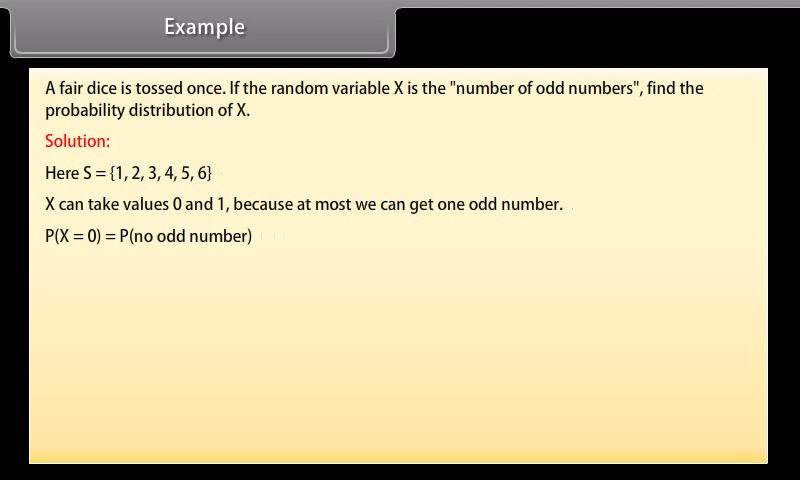 Example
A fair dice is tossed once. If the random variable X is the "number of odd numbers", find the
probability distribution of X.
Solution:
Here S = {1, 2, 3, 4, 5, 6}
X can take values 0 and 1, because at most we can get one odd number.
P(X = 0) = P(no odd number)